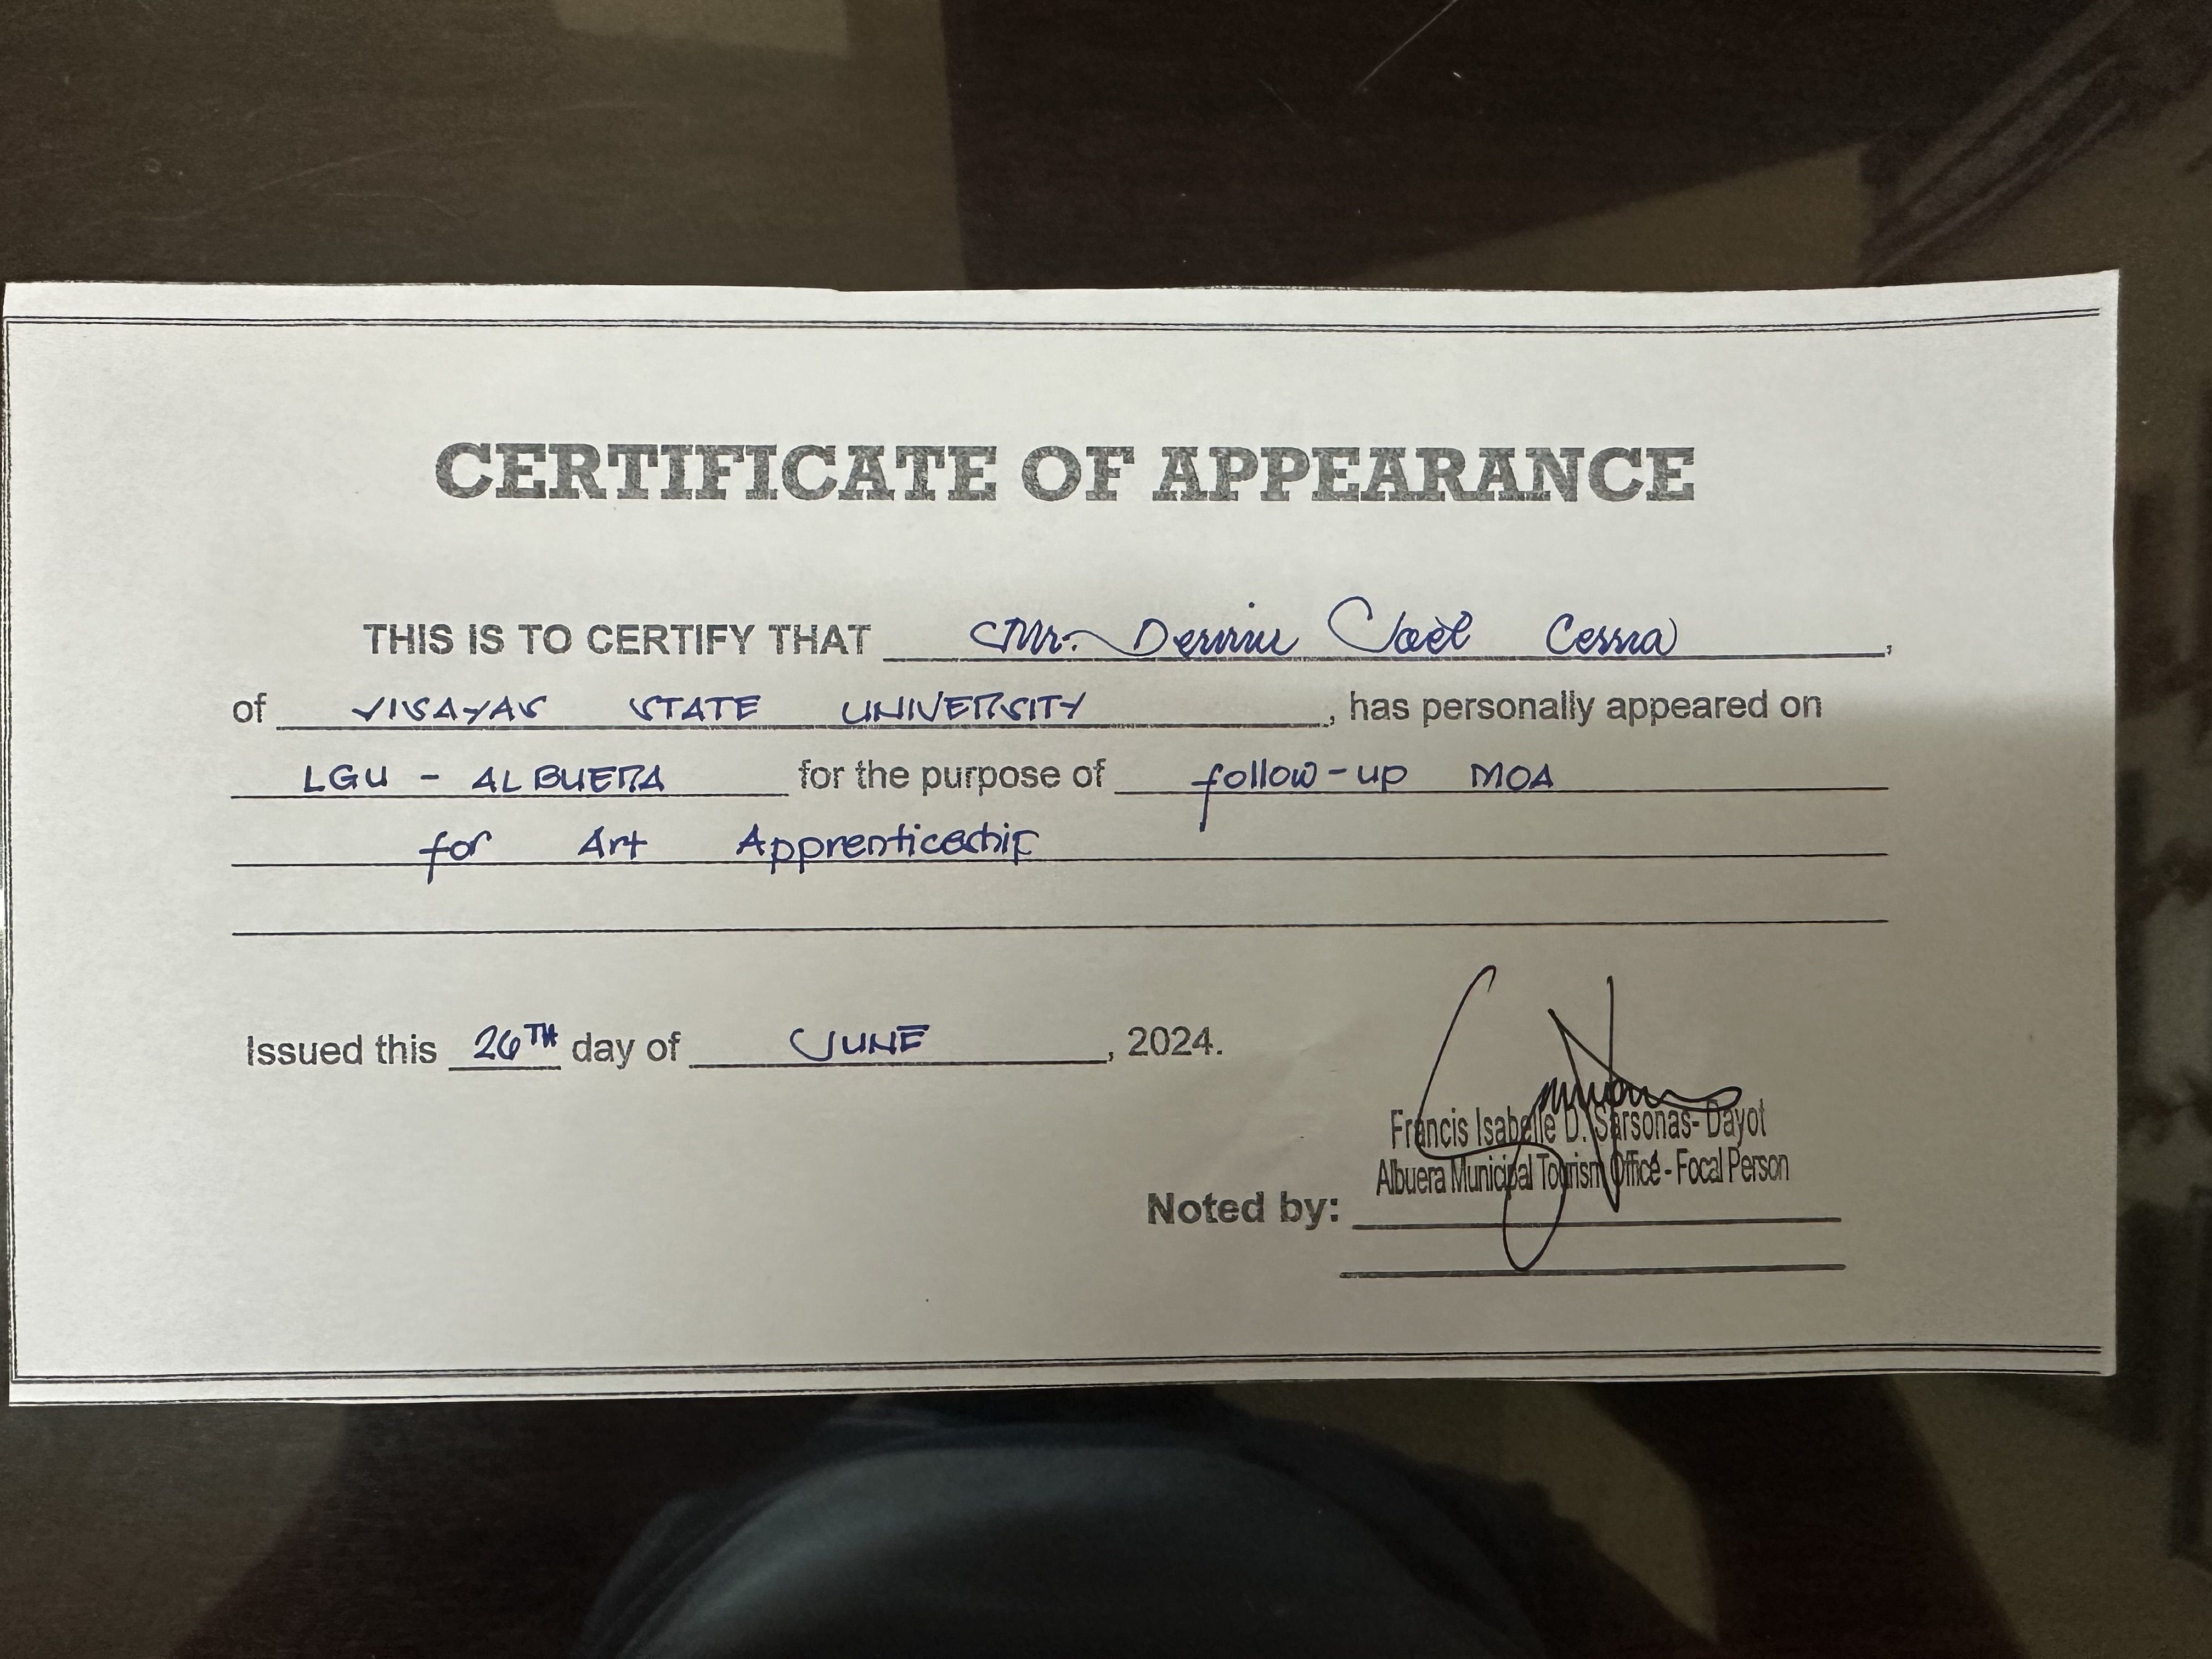 CERTIFICATE OF APPEARANCE
THIS IS TO CERTIFY THAT Mr. Joel Cessna,
of VISAYAS STATE UNIVERSITY, has personally appeared on
LGU - ALBUERA for the purpose of follow-up MOA
for Art Apprenticeship
Issued this 26TH day of JUNE, 2024.
Francis Isabelle D. Sarsonas- Dayot
Albuera Municipal Tourism Office - Focal Person
Noted by: